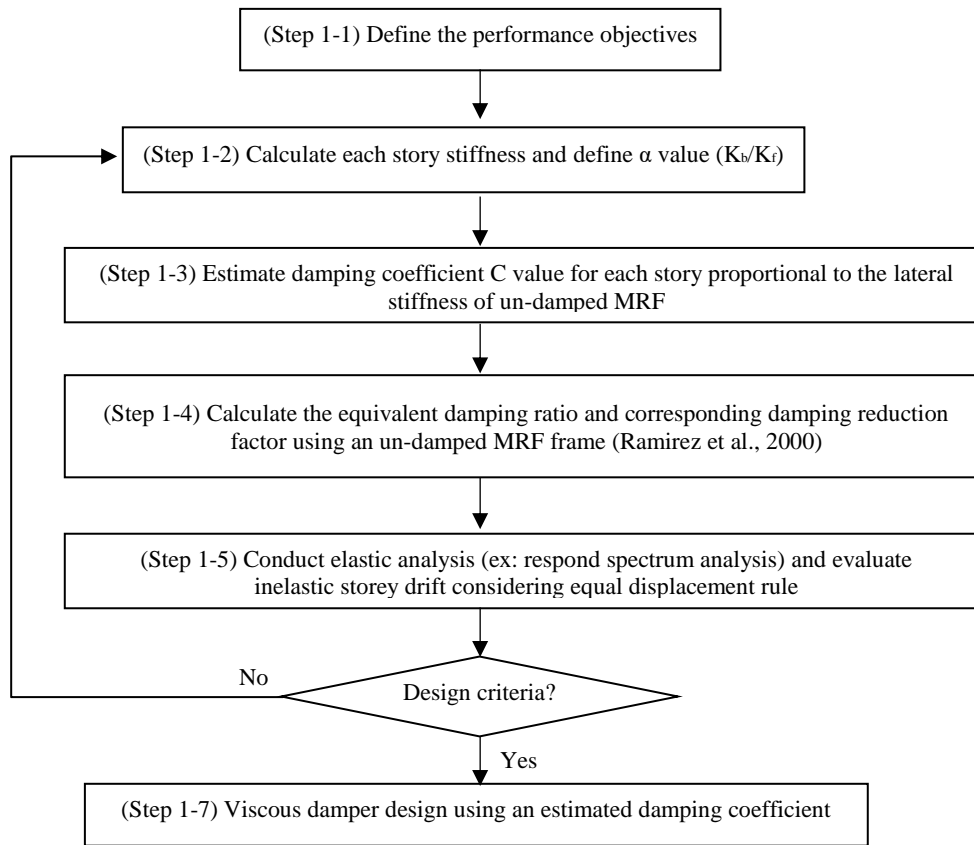 (Step 1-1) Define the performance objectives
(Step 1-2) Calculate each story stiffness and define α value (Kb/Kf)
(Step 1-3) Estimate damping coefficient C value for each story proportional to the lateral
stiffness of un-damped MRF
(Step 1-4) Calculate the equivalent damping ratio and corresponding damping reduction
factor using an un-damped MRF frame (Ramirez et al., 2000)
(Step 1-5) Conduct elastic analysis (ex: respond spectrum analysis) and evaluate
inelastic storey drift considering equal displacement rule
No
Design criteria?
Yes
(Step 1-7) Viscous damper design using an estimated damping coefficient